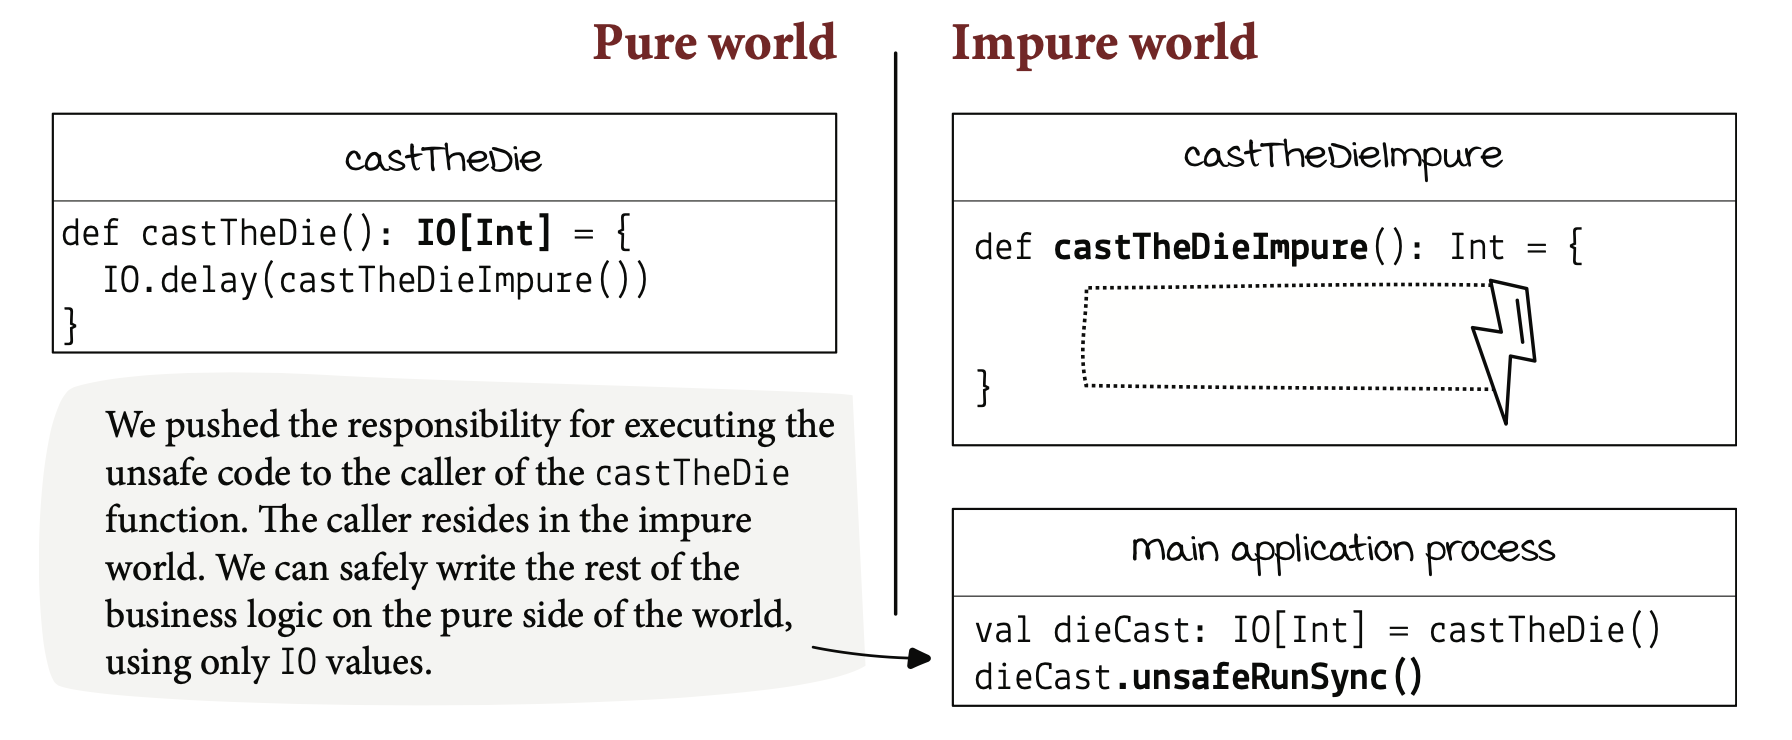 Pure world
Impure world
castTheDie
def castTheDie(): IO[Int] = {
  IO.delay(castTheDieImpure())
}
We pushed the responsibility for executing the
unsafe code to the caller of the castTheDie
function. The caller resides in the impure
world. We can safely write the rest of the
business logic on the pure side of the world,
using only IO values.
castTheDieImpure
def castTheDieImpure(): Int = {
}
main application process
val dieCast: IO[Int] = castTheDie()
dieCast.unsafeRunSync()